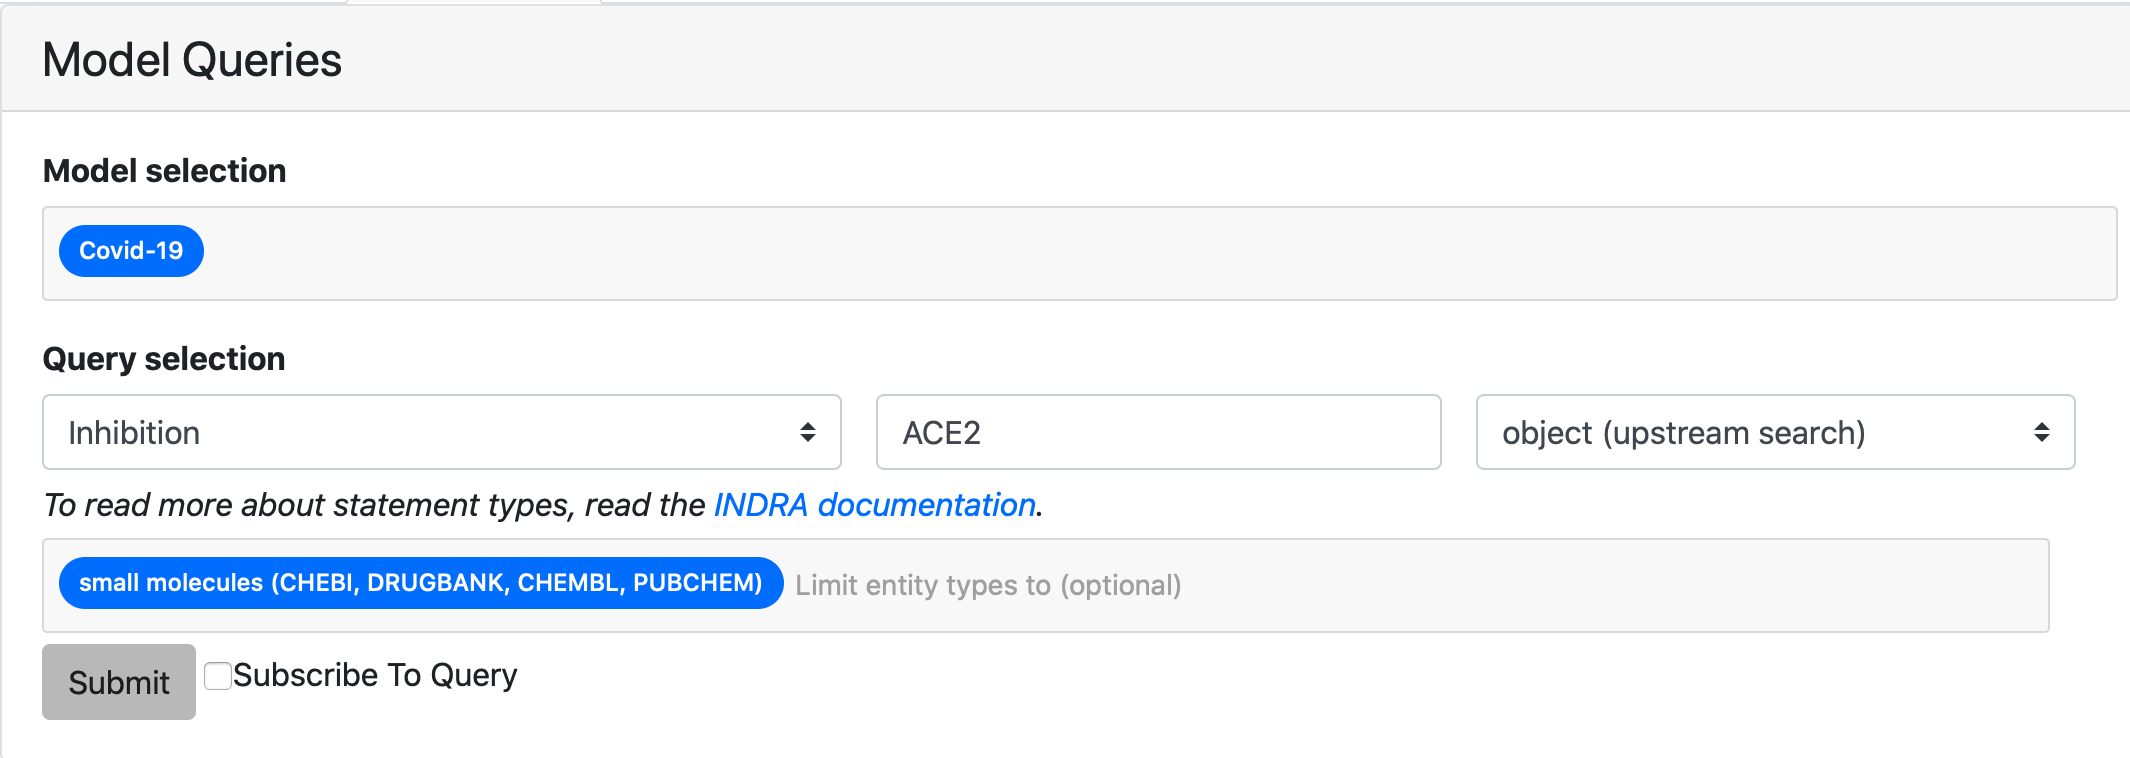 Model Queries
Model selection
Covid-19
Query selection
Inhibition ACE2 object (upstream search)
To read more about statement types, read the INDRA documentation.
small molecules (CHEBI, DRUGBANK, CHEMBL, PUBCHEM) Limit entity types to (optional)
Submit Subscribe To Query